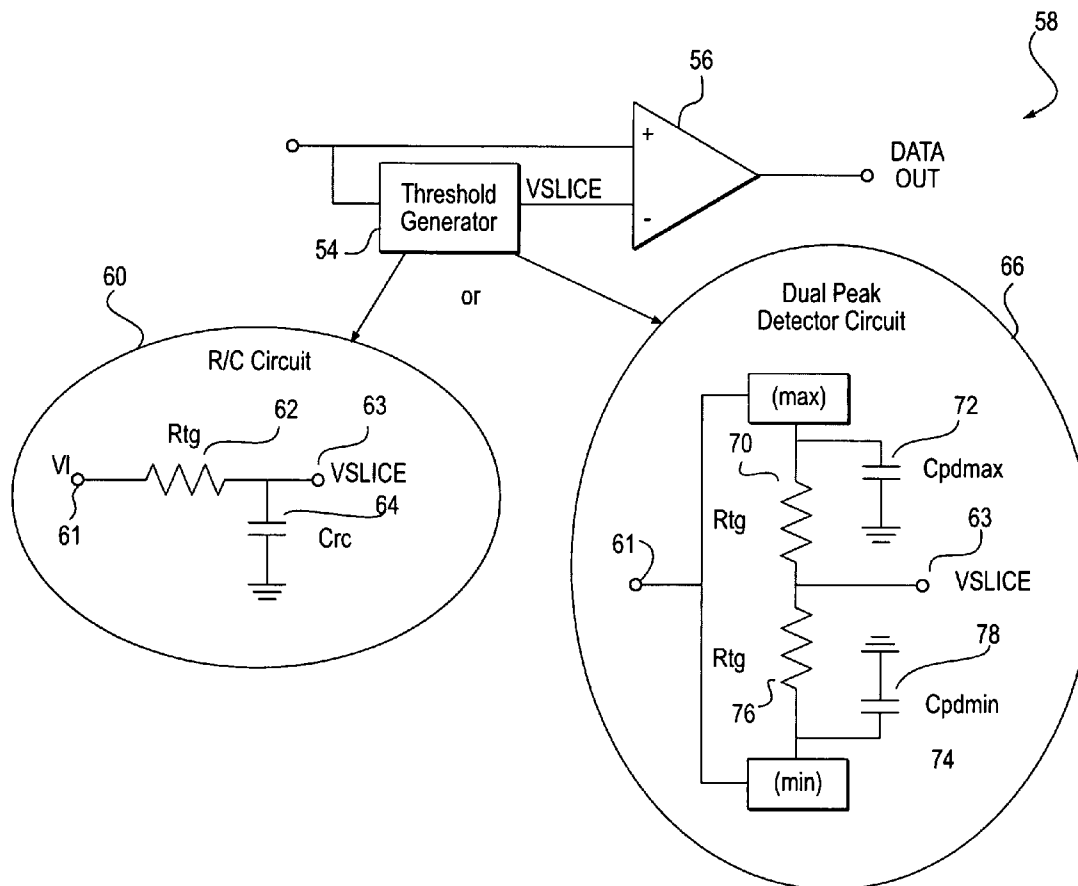 58
56
+
DATA
OUT
Threshold
Generator
VSLICE
-
54
60
or
66
Dual Peak
Detector Circuit
R/C Circuit
62
63
Rtg
VI
VSLICE
61
64
Crc
(max)
72
70
Cpdmax
Rtg
61
63
VSLICE
Rtg
78
76
Cpdmin
74
(min)